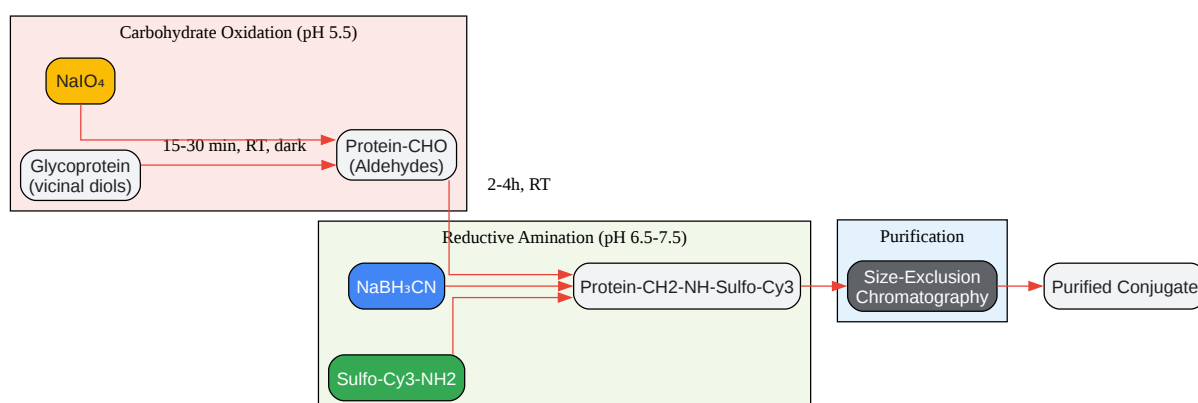 Carbohydrate Oxidation (pH 5.5)
NaIO₄
15-30 min, RT, dark
Glycoprotein
(vicinal diols)
Protein-CHO
(Aldehydes)
2-4h, RT
Reductive Amination (pH 6.5-7.5)
NaBH₃CN
Sulfo-Cy3-NH2
Protein-CH2-NH-Sulfo-Cy3
Purification
Size-Exclusion
Chromatography
Purified Conjugate